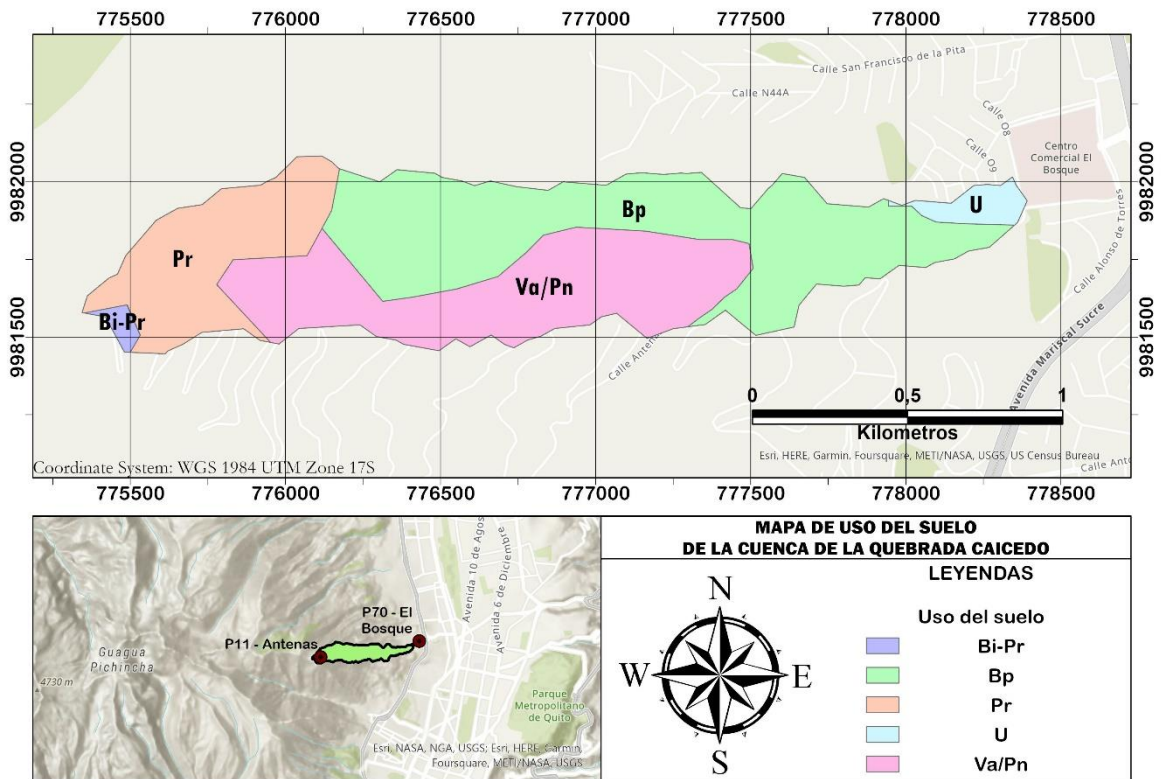 775500 776000 776500 777000 777500 778000 778500
9982000
9981500
9982000
9981500
Calle San Francisco de la Pita
Calle N44A
Calle O8
Calle O9
Centro
Comercial El
Bosque
Calle Alonso de Torres
Avenida Mariscal Sucre
Calle Antena
Calle Anto
Bp
U
Pr
Va/Pn
Bi-Pr
0 0,5 1
Kilometros
Esri, HERE, Garmin, Foursquare, METI/NASA, USGS, US Census Bureau
Coordinate System: WGS 1984 UTM Zone 17S
775500 776000 776500 777000 777500 778000 778500
Avenida 10 de Agos
Avenida 6 de Diciembre
P70 - El
Bosque
P11 - Antenas
Guagua
Pichincha
4730 m
Parque
Metropolitano
de Quito
Esri, NASA, NGA, USGS; Esri, HERE, Garmin,
Foursquare, METI/NASA, USGS
MAPA DE USO DEL SUELO
DE LA CUENCA DE LA QUEBRADA CAICEDO
N
W E
S
LEYENDAS
Uso del suelo
Bi-Pr
Bp
Pr
U
Va/Pn